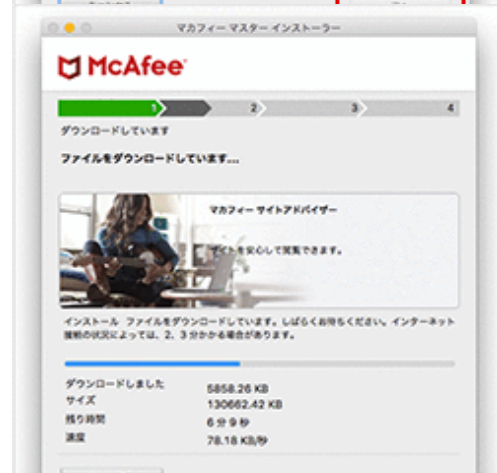 マカフィー マスター インストーラー
McAfee
1 2 3 4
ダウンロードしています
ファイルをダウンロードしています...
マカフィー サイトアドバイザー
サイトを安心して閲覧できます。
インストール ファイルをダウンロードしています。しばらくお待ちください。インターネット
接続の状況によっては、2、3 分かかる場合があります。
ダウンロードしました 5858.26 KB
サイズ 130662.42 KB
残り時間 6 分 9 秒
速度 78.18 KB/秒